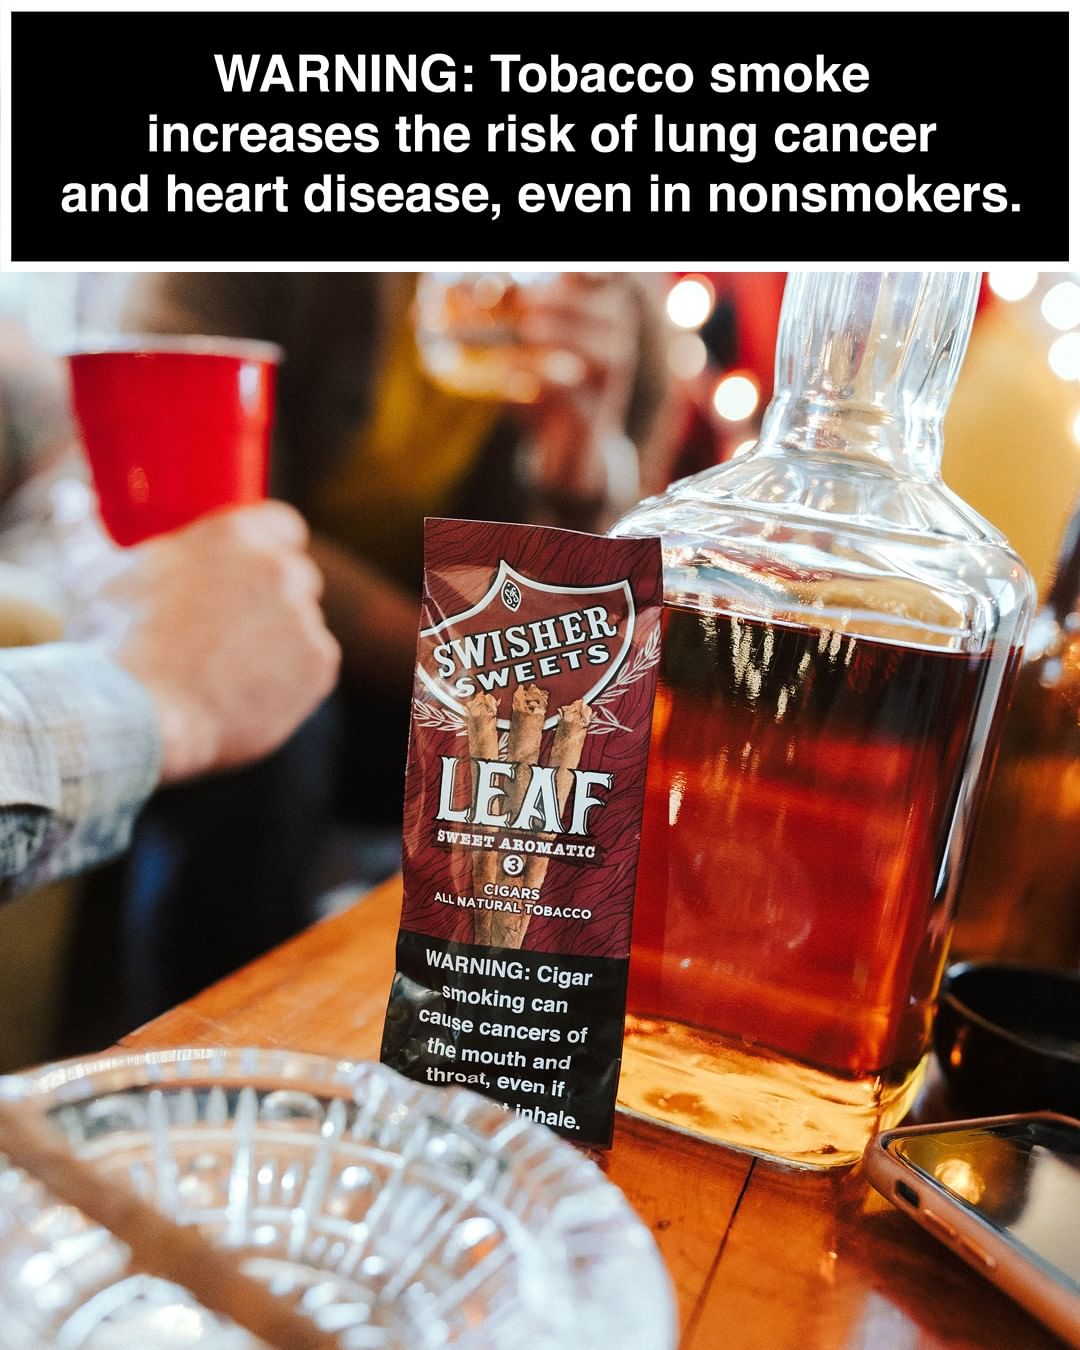 WARNING: Tobacco smoke
increases the risk of lung cancer
and heart disease, even in nonsmokers.
SWISHER
SWEETS
LEAF
SWEET AROMATIC
3
CIGARS
ALL NATURAL TOBACCO
WARNING: Cigar
smoking can
cause cancers of
the mouth and
throat, even if
inhale.